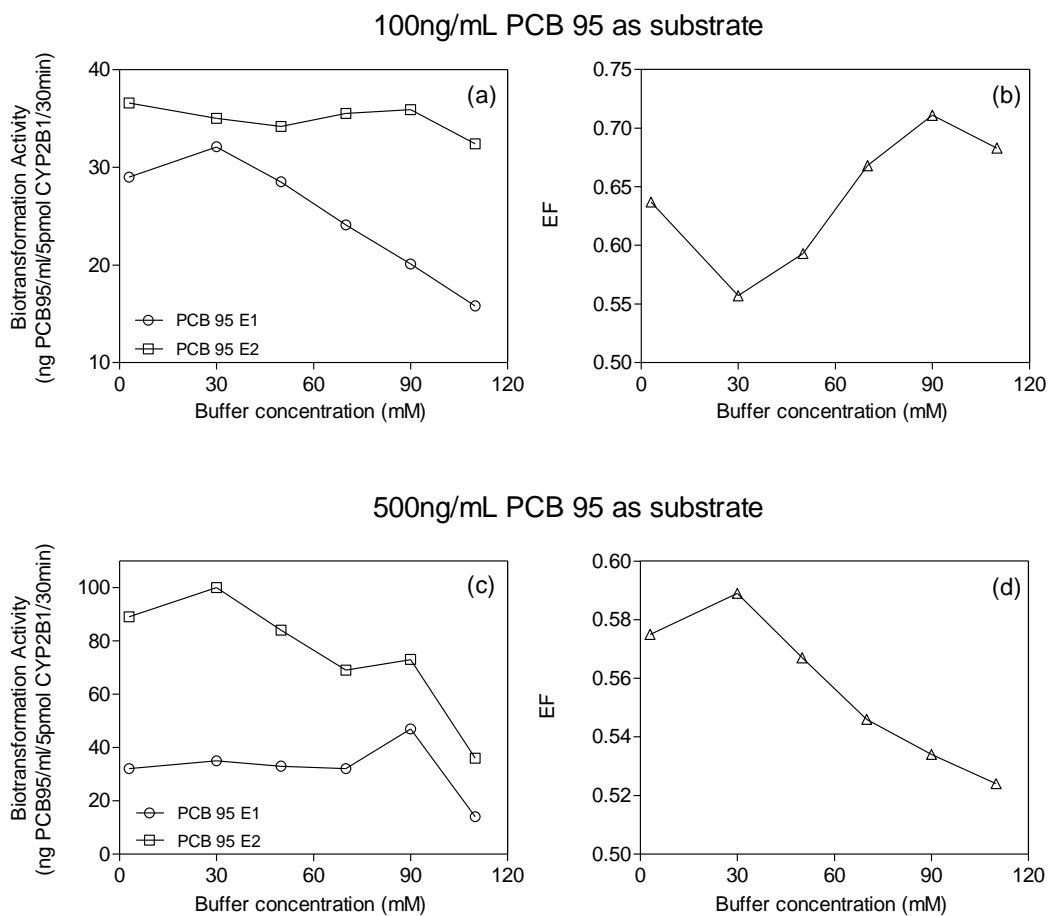 100ng/mL PCB 95 as substrate
Biotransformation Activity
(ng PCB95/ml/5pmol CYP2B1/30min)
40
30
20
10
(a)
PCB 95 E1
PCB 95 E2
0 30 60 90 120
Buffer concentration (mM)
EF
0.75
0.70
0.65
0.60
0.55
0.50
(b)
0 30 60 90 120
Buffer concentration (mM)
500ng/mL PCB 95 as substrate
Biotransformation Activity
(ng PCB95/ml/5pmol CYP2B1/30min)
100
80
60
40
20
0
(c)
PCB 95 E1
PCB 95 E2
0 30 60 90 120
Buffer concentration (mM)
EF
0.60
0.58
0.56
0.54
0.52
0.50
(d)
0 30 60 90 120
Buffer concentration (mM)